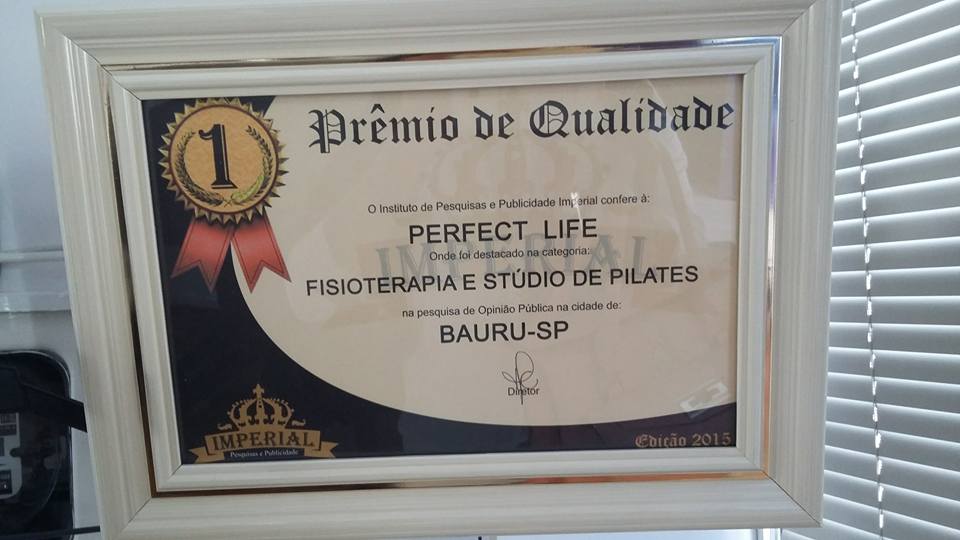 1
Prêmio de Qualidade
O Instituto de Pesquisas e Publicidade Imperial confere à:
PERFECT LIFE
Onde foi destacado na categoria:
IMPERIAL
FISIOTERAPIA E STÚDIO DE PILATES
na pesquisa de Opinião Pública na cidade de:
BAURU-SP
Diretor
IMPERIAL
Pesquisas e Publicidade
Edição 2015